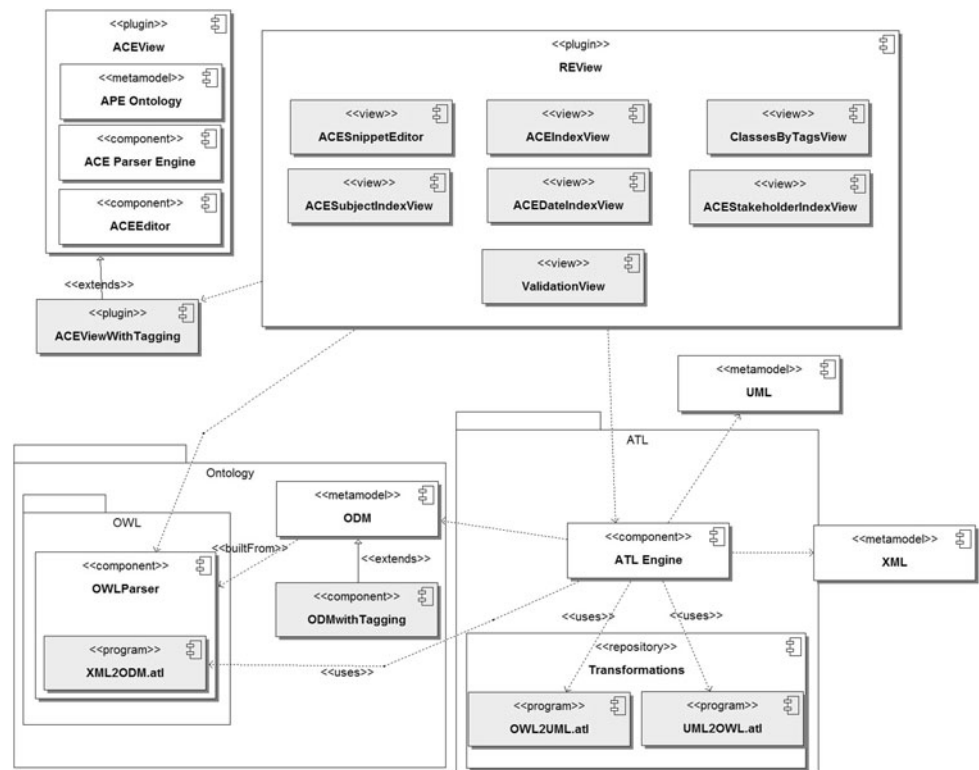 <<plugin>>
ACEView
<<metamodel>>
APE Ontology
<<component>>
ACE Parser Engine
<<component>>
ACEEditor
<<extends>>
<<plugin>>
ACEViewWithTagging
<<plugin>>
REView
<<view>>
ACESnippetEditor
<<view>>
ACEIndexView
<<view>>
ClassesByTagsView
<<view>>
ACESubjectIndexView
<<view>>
ACEDateIndexView
<<view>>
ACEStakeholderIndexView
<<view>>
ValidationView
<<metamodel>>
UML
Ontology
OWL
<<component>>
OWLParser
<<program>>
XML2ODM.atl
<<builtFrom>>
<<metamodel>>
ODM
<<extends>>
<<component>>
ODMwithTagging
<<uses>>
ATL
<<component>>
ATL Engine
<<metamodel>>
XML
<<uses>>
<<uses>>
<<repository>>
Transformations
<<program>>
OWL2UML.atl
<<program>>
UML2OWL.atl